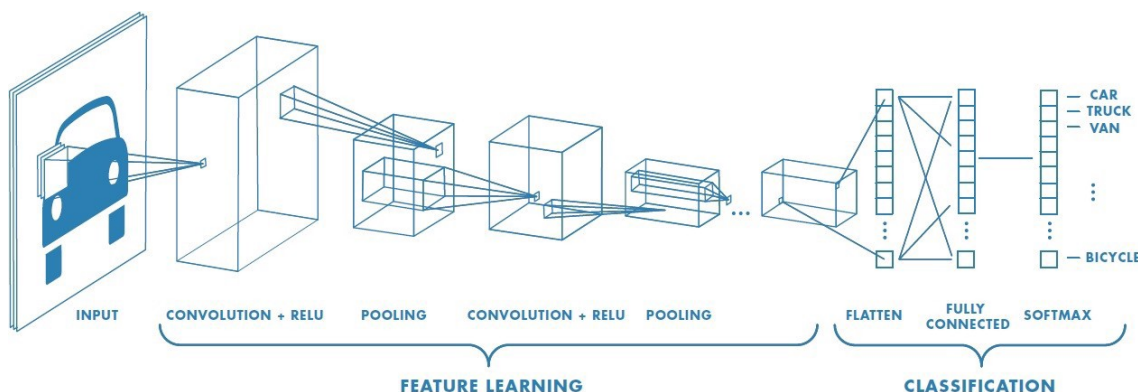 CAR
TRUCK
VAN
BICYCLE
INPUT
CONVOLUTION + RELU
POOLING
CONVOLUTION + RELU
POOLING
FLATTEN
FULLY
CONNECTED
SOFTMAX
FEATURE LEARNING
CLASSIFICATION